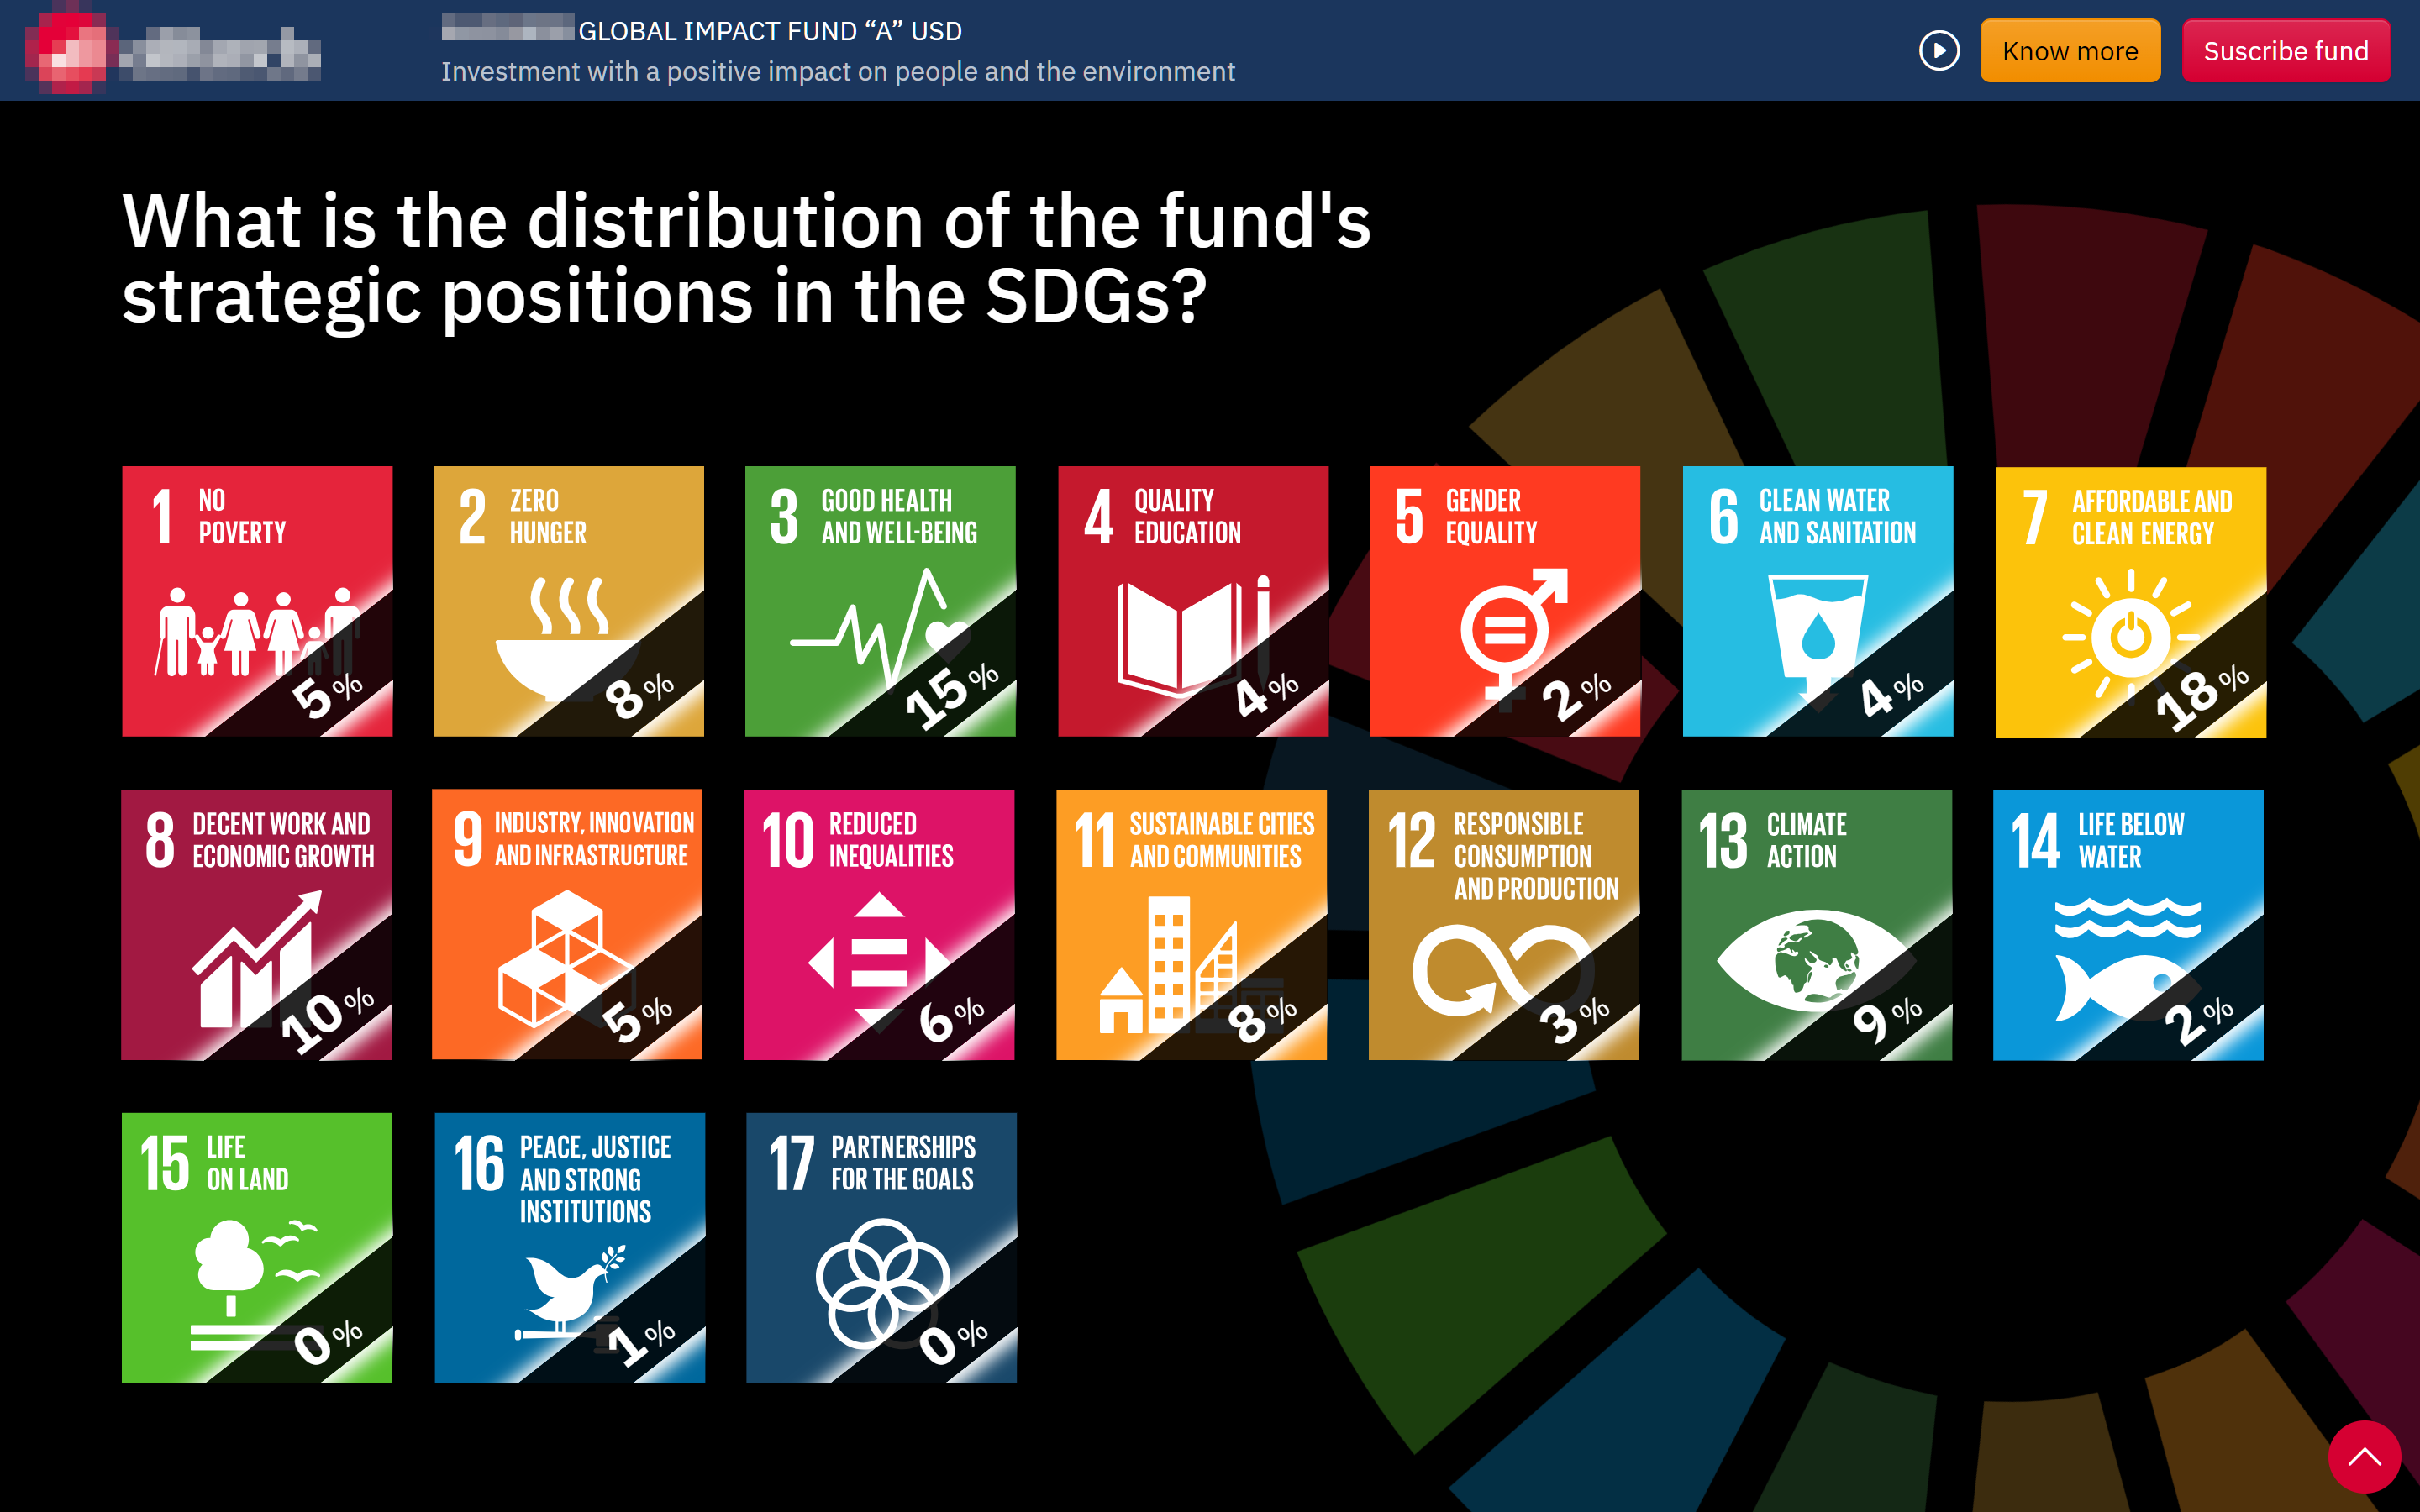 GLOBAL IMPACT FUND “A” USD
Investment with a positive impact on people and the environment
Know more
Suscribe fund
What is the distribution of the fund's
strategic positions in the SDGs?
1 NO
POVERTY
5 %
2 ZERO
HUNGER
8 %
3 GOOD HEALTH
AND WELL-BEING
15 %
4 QUALITY
EDUCATION
4 %
5 GENDER
EQUALITY
2 %
6 CLEAN WATER
AND SANITATION
4 %
7 AFFORDABLE AND
CLEAN ENERGY
18 %
8 DECENT WORK AND
ECONOMIC GROWTH
10 %
9 INDUSTRY, INNOVATION
AND INFRASTRUCTURE
5 %
10 REDUCED
INEQUALITIES
6 %
11 SUSTAINABLE CITIES
AND COMMUNITIES
8 %
12 RESPONSIBLE
CONSUMPTION
AND PRODUCTION
3 %
13 CLIMATE
ACTION
9 %
14 LIFE BELOW
WATER
2 %
15 LIFE
ON LAND
0 %
16 PEACE, JUSTICE
AND STRONG
INSTITUTIONS
1 %
17 PARTNERSHIPS
FOR THE GOALS
0 %